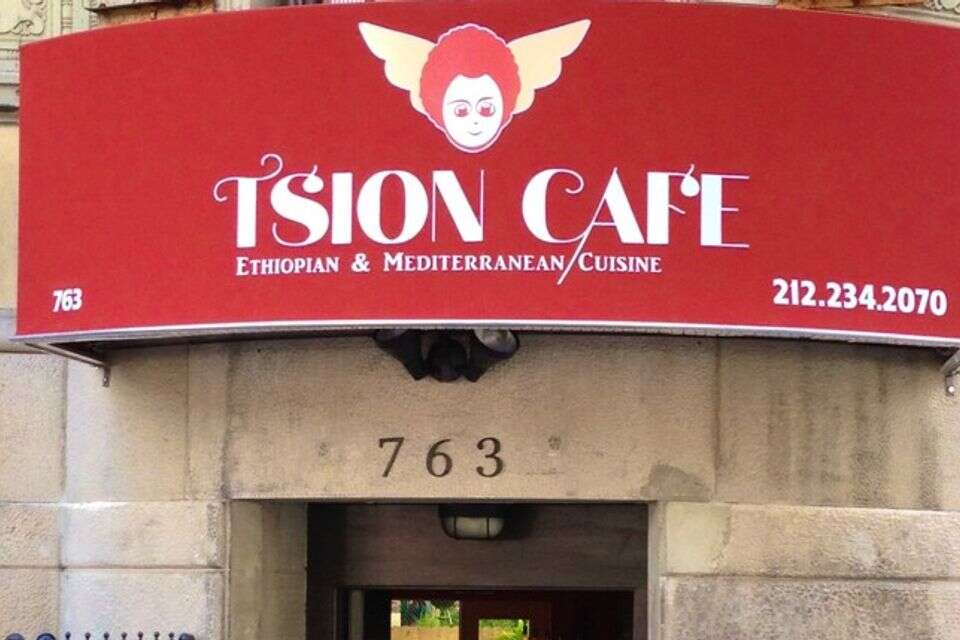 TSION CAFE
ETHIOPIAN & MEDITERRANEAN CUISINE
763
212.234.2070
763